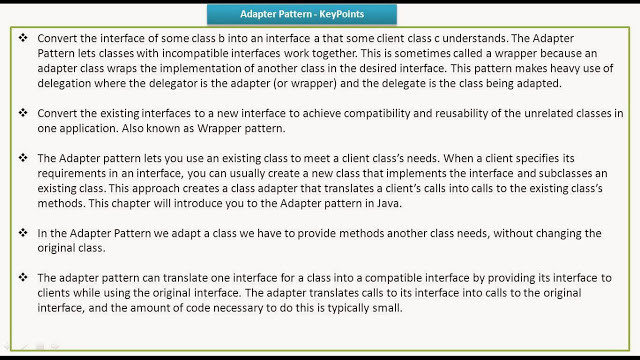 Adapter Pattern - KeyPoints
❖ Convert the interface of some class b into an interface a that some client class c understands. The Adapter
Pattern lets classes with incompatible interfaces work together. This is sometimes called a wrapper because an
adapter class wraps the implementation of another class in the desired interface. This pattern makes heavy use of
delegation where the delegator is the adapter (or wrapper) and the delegate is the class being adapted.
❖ Convert the existing interfaces to a new interface to achieve compatibility and reusability of the unrelated classes in
one application. Also known as Wrapper pattern.
❖ The Adapter pattern lets you use an existing class to meet a client class's needs. When a client specifies its
requirements in an interface, you can usually create a new class that implements the interface and subclasses an
existing class. This approach creates a class adapter that translates a client's calls into calls to the existing class's
methods. This chapter will introduce you to the Adapter pattern in Java.
❖ In the Adapter Pattern we adapt a class we have to provide methods another class needs, without changing the
original class.
❖ The adapter pattern can translate one interface for a class into a compatible interface by providing its interface to
clients while using the original interface. The adapter translates calls to its interface into calls to the original
interface, and the amount of code necessary to do this is typically small.